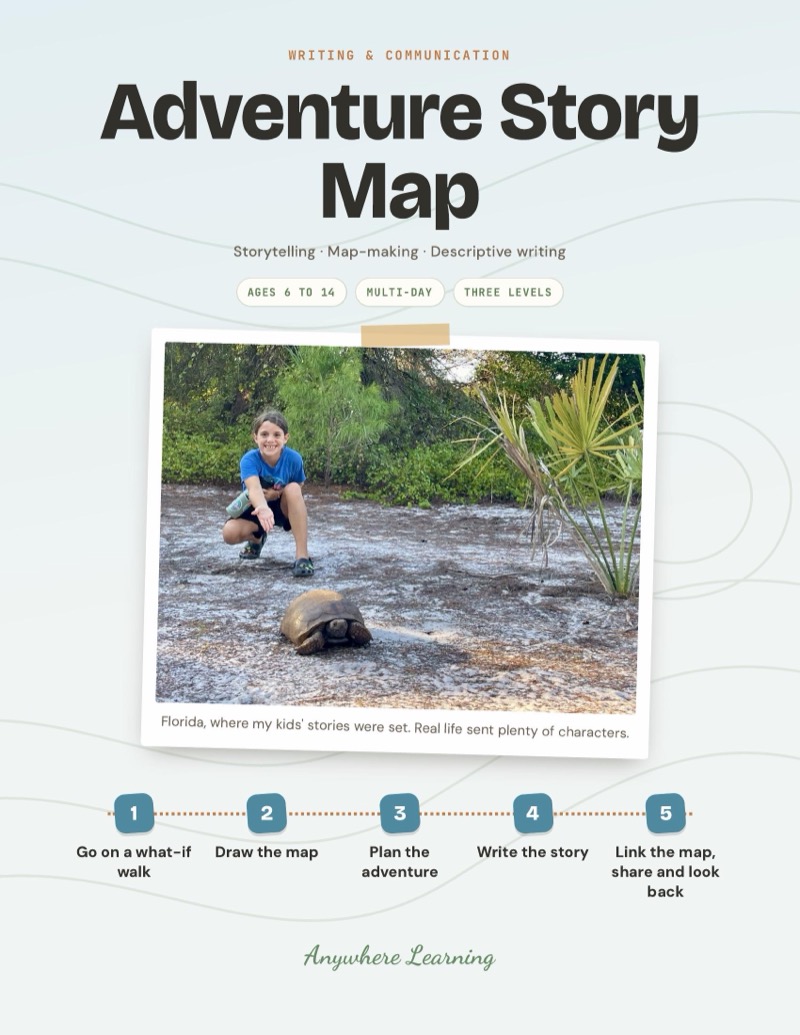 WRITING & COMMUNICATION
Adventure Story
Map
Storytelling · Map-making · Descriptive writing
AGES 6 TO 14
MULTI-DAY
THREE LEVELS
Florida, where my kids' stories were set. Real life sent plenty of characters.
1
2
3
4
5
Go on a what-if
walk
Draw the map
Plan the
adventure
Write the story
Link the map,
share and look
back
Anywhere Learning